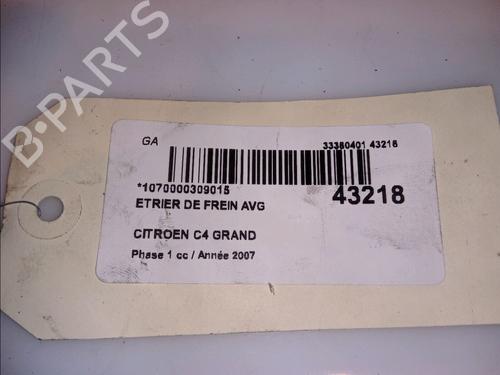 B-PARTS
GA 33380401 43218
*1070000309015 43218
ETRIER DE FREIN AVG
CITROEN C4 GRAND
Phase 1 cc / Année 2007